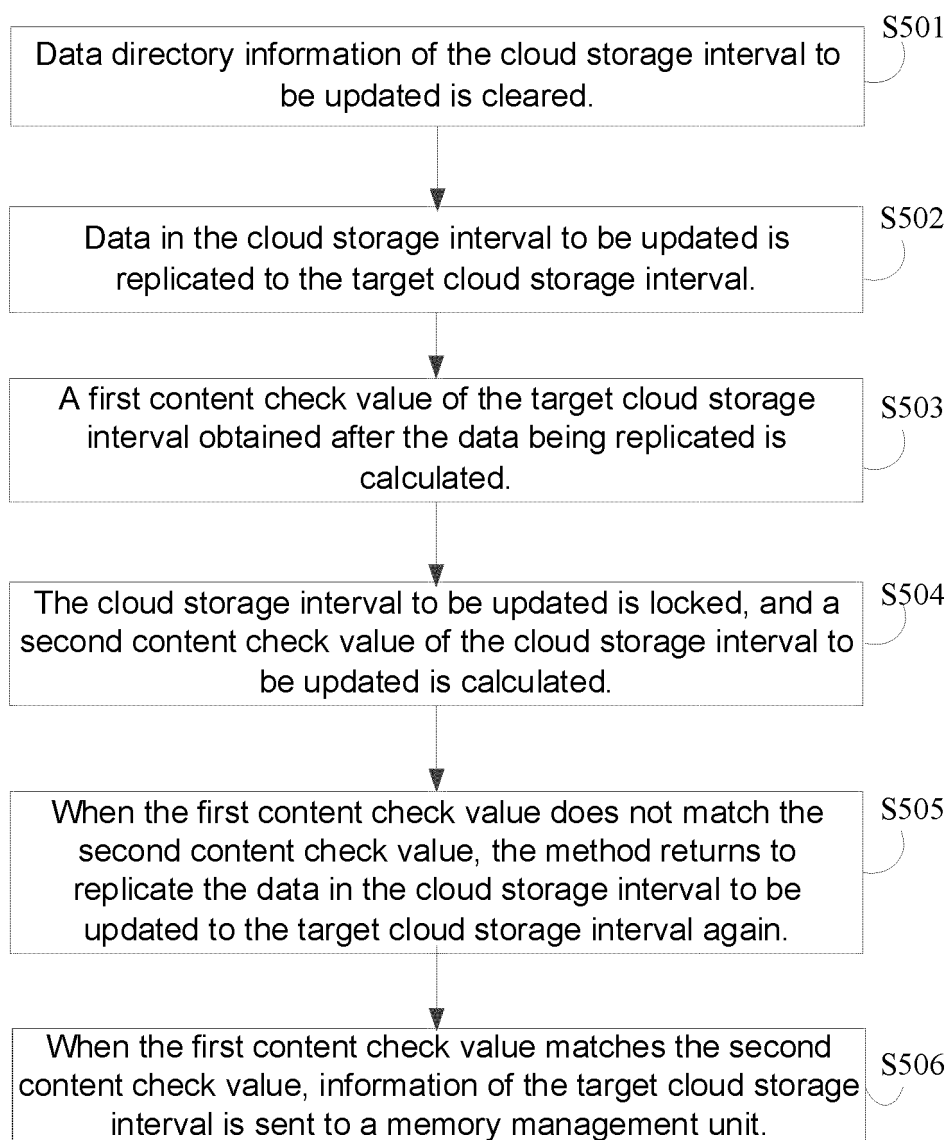 S501
Data directory information of the cloud storage interval to
be updated is cleared.
S502
Data in the cloud storage interval to be updated is
replicated to the target cloud storage interval.
S503
A first content check value of the target cloud storage
interval obtained after the data being replicated is
calculated.
S504
The cloud storage interval to be updated is locked, and a
second content check value of the cloud storage interval to
be updated is calculated.
S505
When the first content check value does not match the
second content check value, the method returns to
replicate the data in the cloud storage interval to be
updated to the target cloud storage interval again.
S506
When the first content check value matches the second
content check value, information of the target cloud storage
interval is sent to a memory management unit.